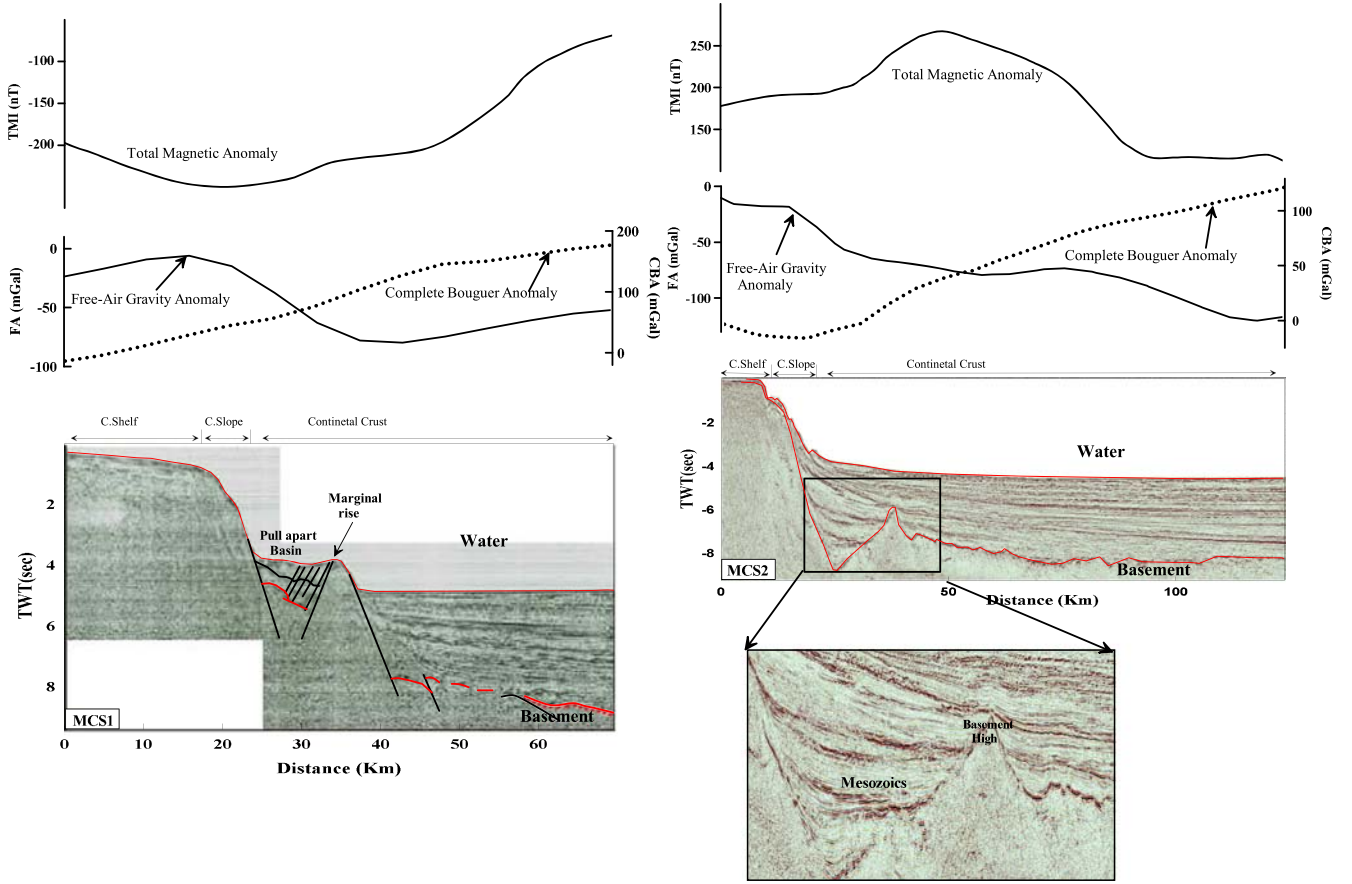 TMI (nT)
-100
-150
-200
Total Magnetic Anomaly
FA (mGal)
0
-50
-100
Free-Air Gravity Anomaly
Complete Bouguer Anomaly
200
100
0
CBA (mGal)
C.Shelf
C.Slope
Continetal Crust
TWT(sec)
2
4
6
8
Pull apart
Basin
Marginal
rise
Water
Basement
MCS1
0
10
20
30
40
50
60
Distance (Km)
TMI (nT)
250
200
150
Total Magnetic Anomaly
FA (mGal)
0
-50
-100
Free-Air Gravity
Anomaly
Complete Bouguer Anomaly
100
50
0
CBA (mGal)
C.Shelf
C.Slope
Continetal Crust
TWT(sec)
-2
-4
-6
-8
Water
Basement
MCS2
0
50
100
Distance (Km)
Basement
High
Mesozoics